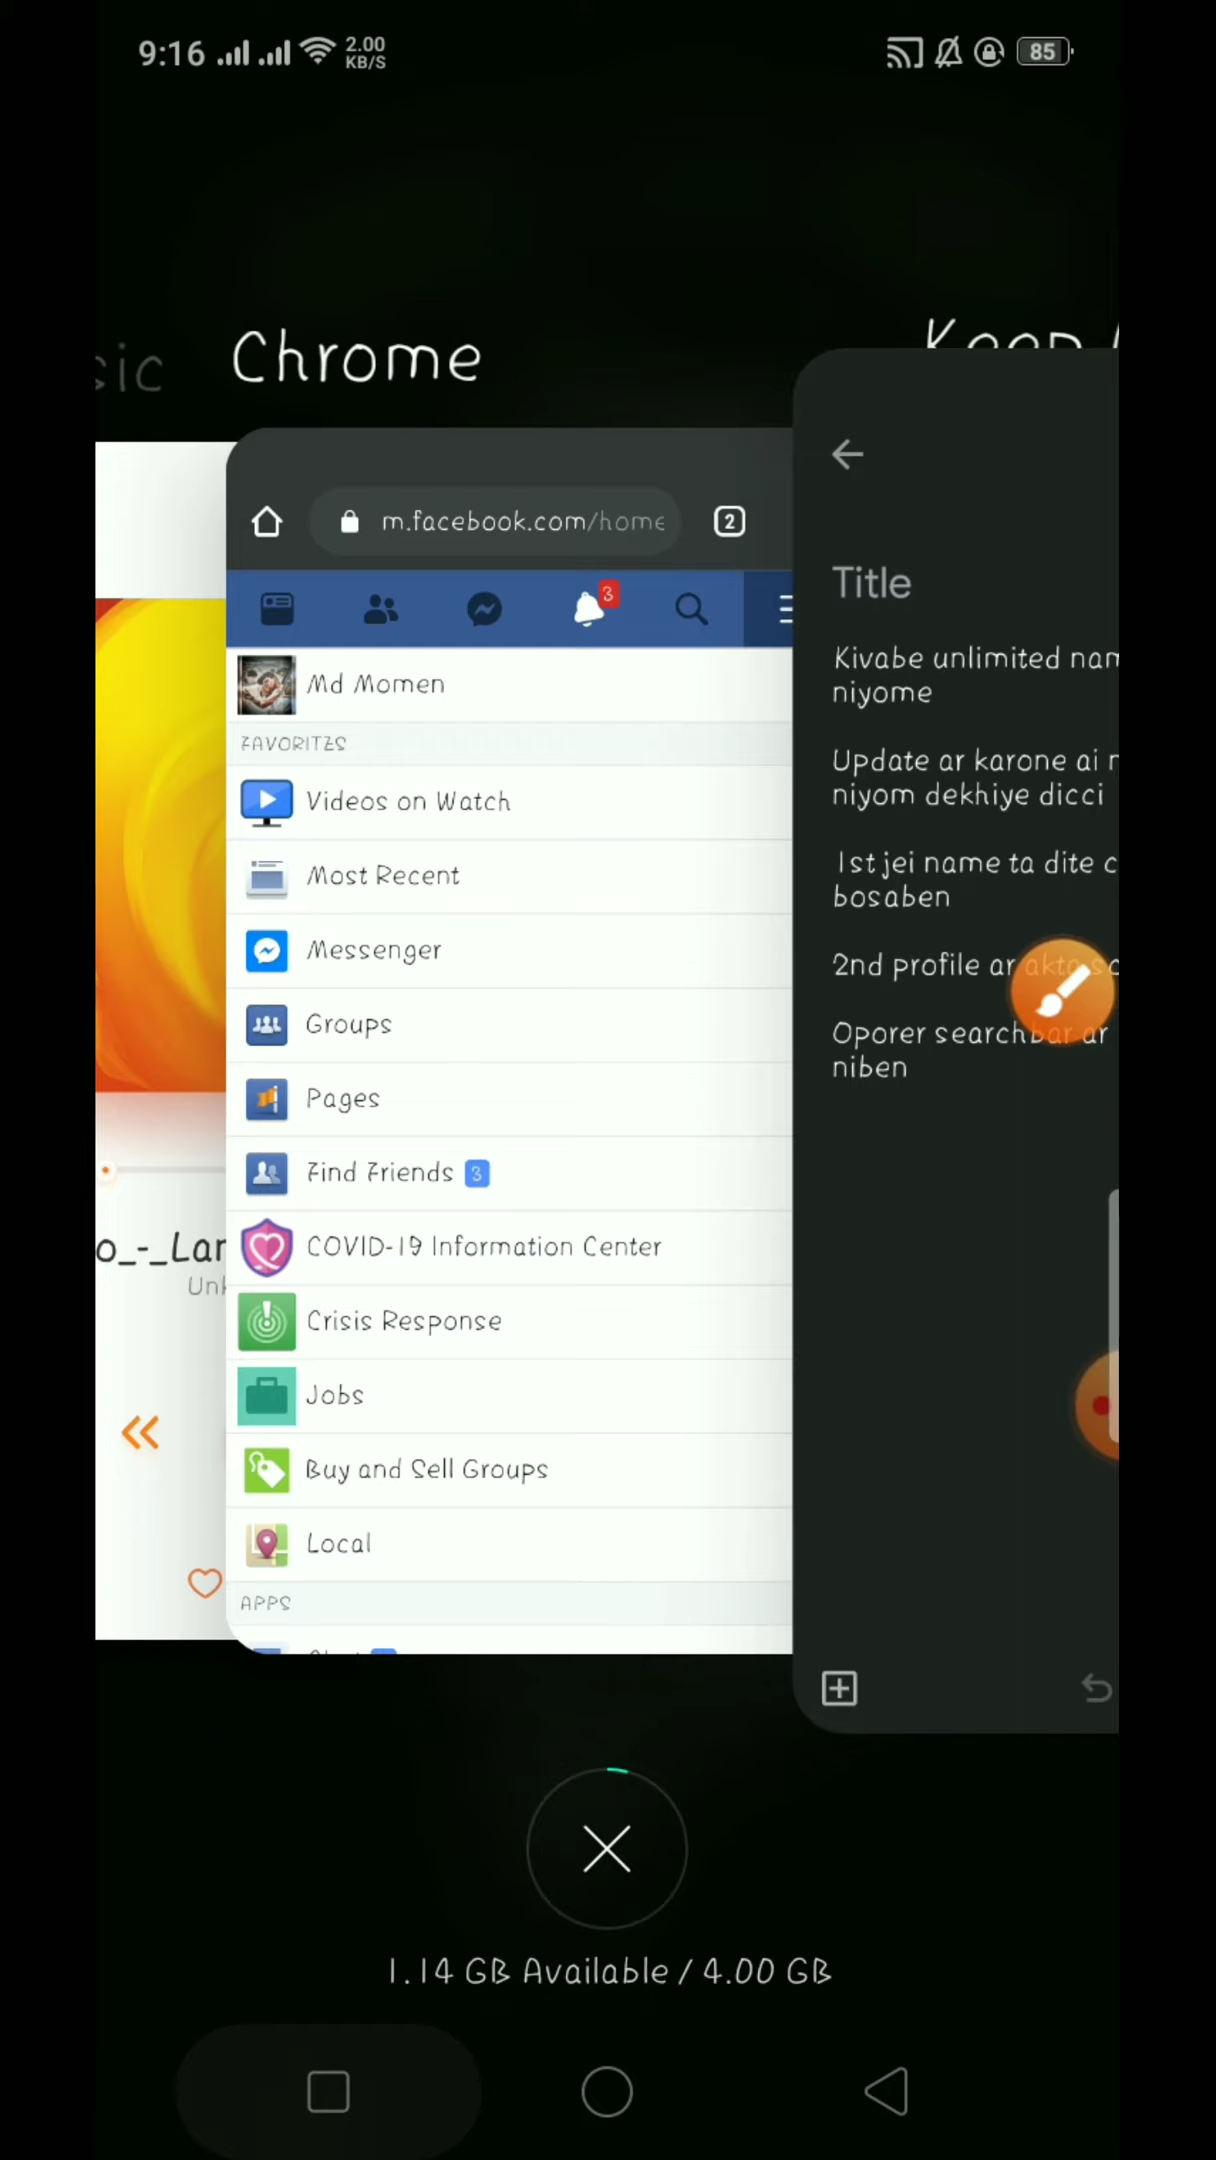 9:16
2.00
KB/S
85
sic
Chrome
Keep
m.facebook.com/home
2
3
Md Momen
FAVORITES
Videos on Watch
Most Recent
Messenger
Groups
Pages
Find Friends 3
COVID-19 Information Center
Crisis Response
Jobs
Buy and Sell Groups
Local
APPS
Title
Kivabe unlimited nam
niyome
Update ar karone ai n
niyom dekhiye dicci
1st jei name ta dite c
bosaben
2nd profile ar akta sc
Oporer searchbar ar
niben
o_-_Lar
Unk
1.14 GB Available / 4.00 GB